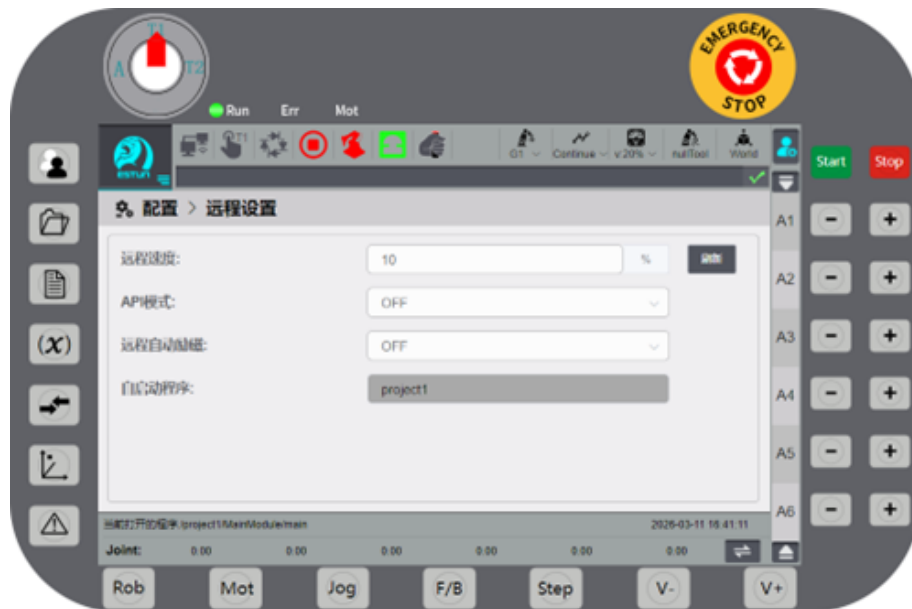 T1
A
T2
EMERGENCY
STOP
Run Err Mot
T1
ESTUN
G1 Continue v 20% nullTool World
Start Stop
配置 > 远程设置
A1 - +
远程速度: 10 %
A2 - +
API模式: OFF
(x)
A3 - +
远程自动励磁: OFF
自启动程序: project1
A4 - +
A5 - +
A6 - +
当前打开的程序:/project1/MainModule/main 2026-03-11 16:41:11
Joint: 0.00 0.00 0.00 0.00 0.00 0.00
Rob Mot Jog F/B Step V- V+